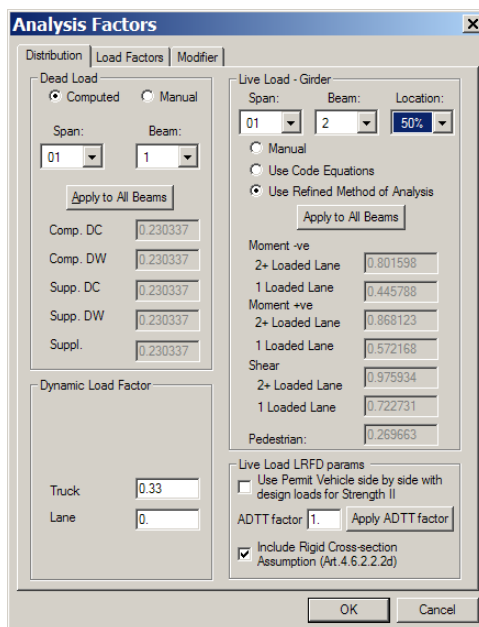 Analysis Factors
Distribution Load Factors Modifier
Dead Load
Computed Manual
Span: Beam:
01 1
Apply to All Beams
Comp. DC 0.230337
Comp. DW 0.230337
Supp. DC 0.230337
Supp. DW 0.230337
Suppl. 0.230337
Dynamic Load Factor
Truck 0.33
Lane 0.
Live Load - Girder
Span: Beam: Location:
01 2 50%
Manual
Use Code Equations
Use Refined Method of Analysis
Apply to All Beams
Moment -ve
2+ Loaded Lane 0.801598
1 Loaded Lane 0.445788
Moment +ve
2+ Loaded Lane 0.868123
1 Loaded Lane 0.572168
Shear
2+ Loaded Lane 0.975934
1 Loaded Lane 0.722731
Pedestrian: 0.269663
Live Load LRFD params
Use Permit Vehicle side by side with
design loads for Strength II
ADTT factor 1. Apply ADTT factor
Include Rigid Cross-section
Assumption (Art.4.6.2.2.2d)
OK Cancel